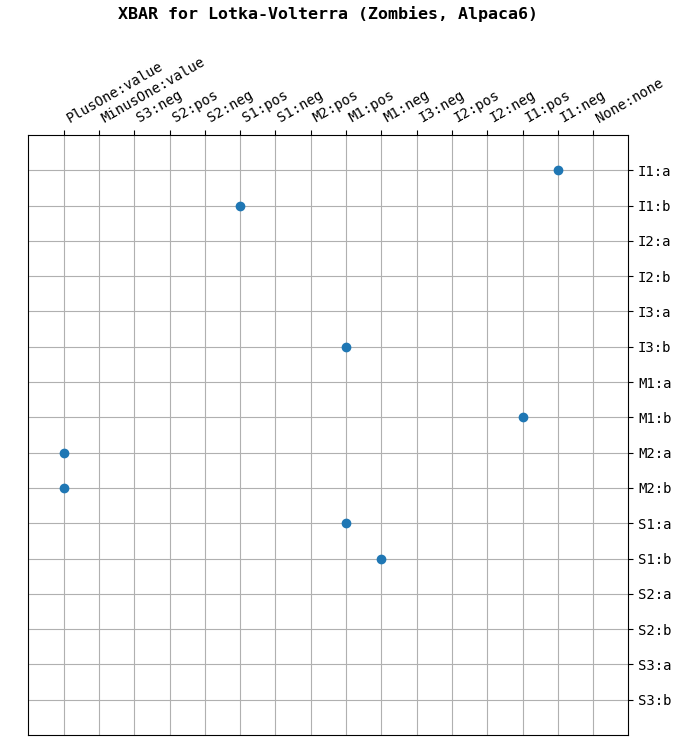 XBAR for Lotka-Volterra (Zombies, Alpaca6)
PlusOne:value
MinusOne:value
S3:neg
S2:pos
S2:neg
S1:pos
S1:neg
M2:pos
M1:pos
M1:neg
I3:neg
I2:pos
I2:neg
I1:pos
I1:neg
None:none
I1:a
I1:b
I2:a
I2:b
I3:a
I3:b
M1:a
M1:b
M2:a
M2:b
S1:a
S1:b
S2:a
S2:b
S3:a
S3:b